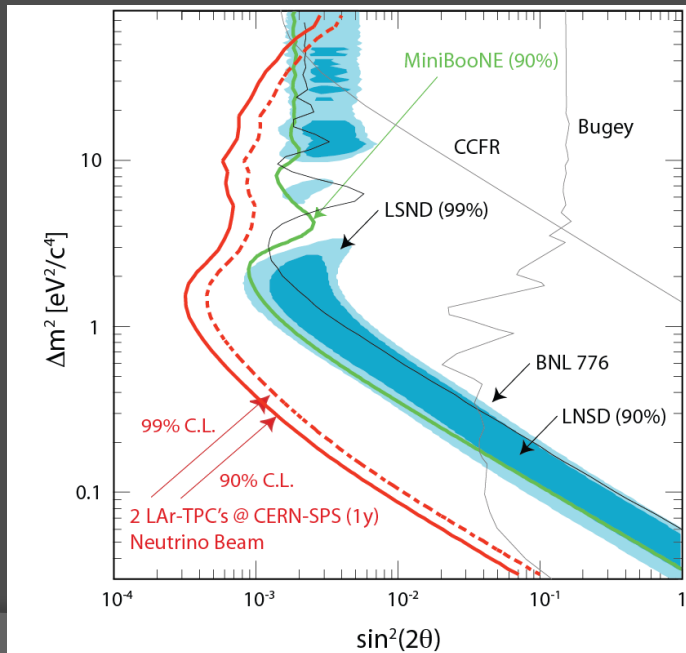 MiniBooNE (90%)
10
CCFR
Bugey
LSND (99%)
Δm² [eV²/c⁴]
1
BNL 776
LNSD (90%)
99% C.L.
90% C.L.
0.1
2 LAr-TPC's @ CERN-SPS (1y)
Neutrino Beam
10⁻⁴ 10⁻³ 10⁻² 10⁻¹ 1
sin²(2θ)